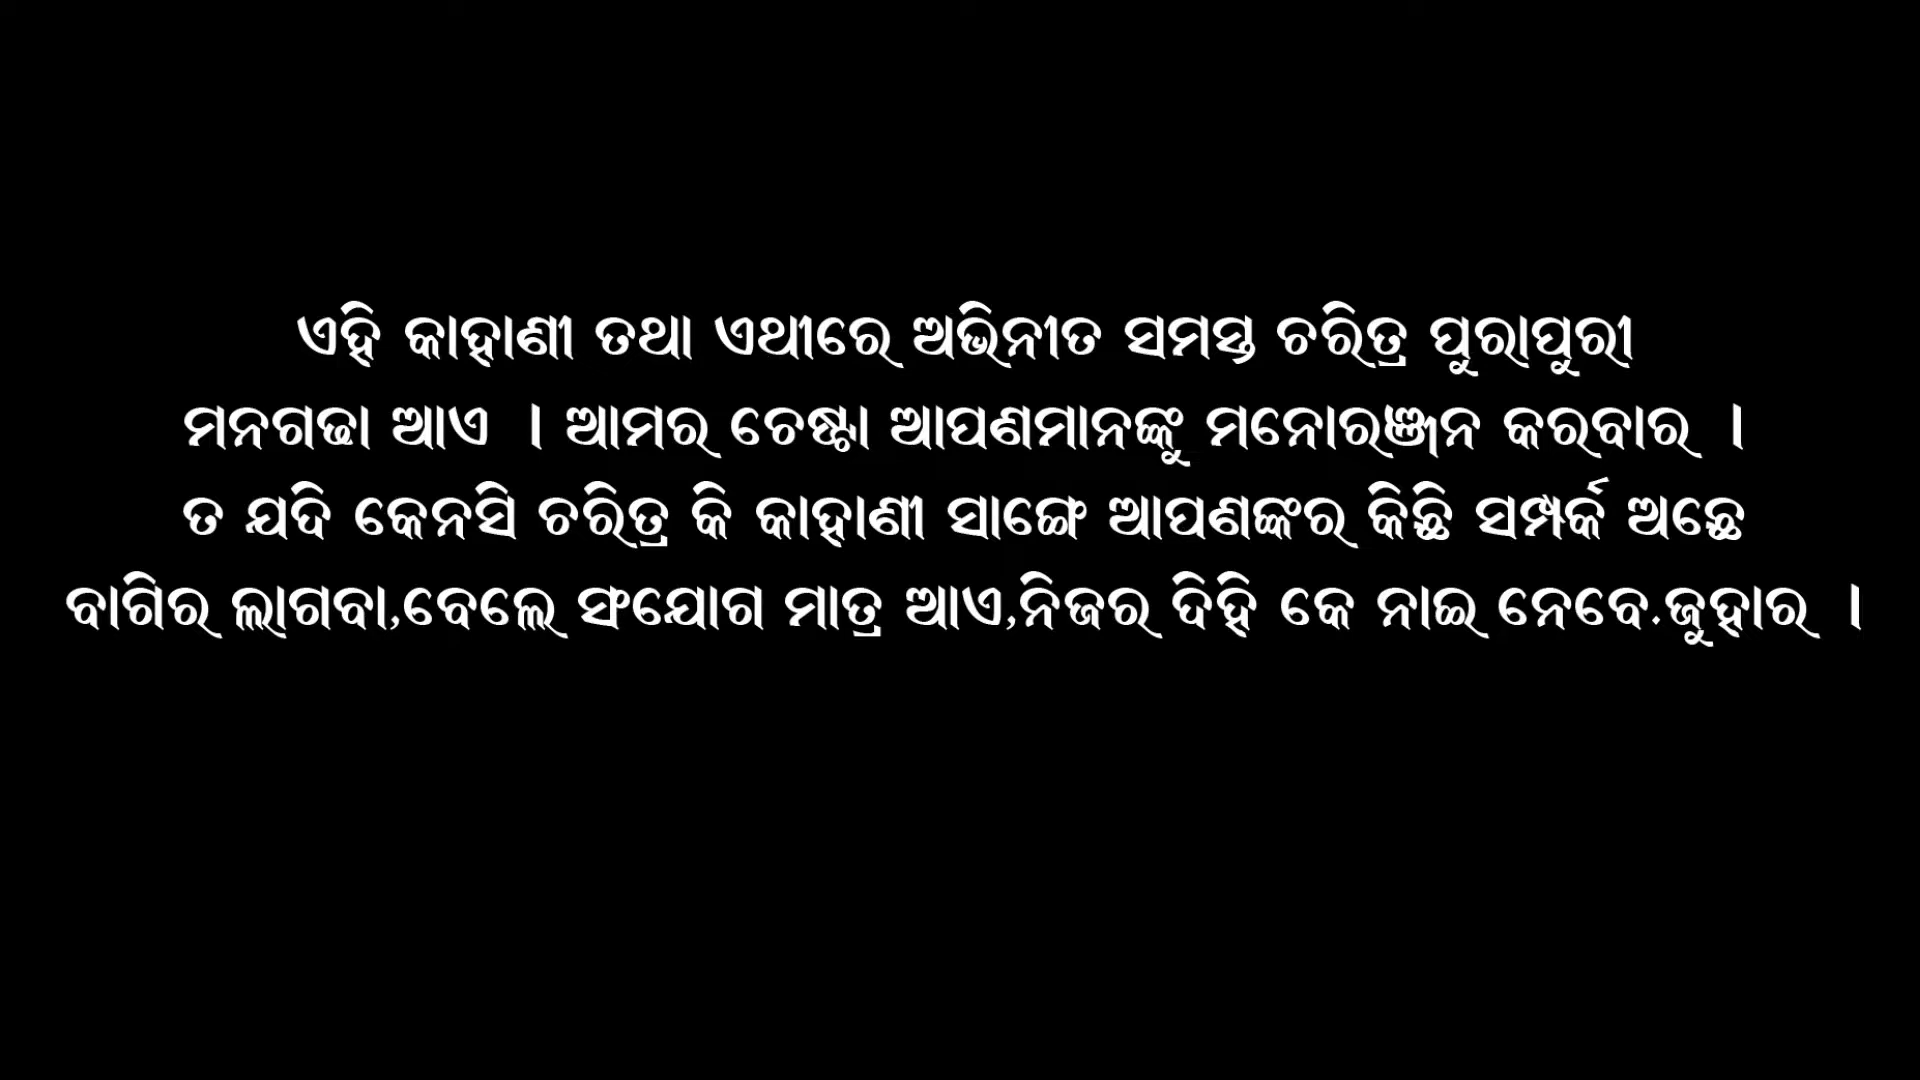 ଏହି କାହାଣୀ ତଥା ଏଥୀରେ ଅଭିନୀତ ସମସ୍ତ ଚରିତ୍ର ପୁରାପୁରୀ
ମନଗଢା ଆଏ । ଆମର ଚେଷ୍ଟା ଆପଣମାନଙ୍କୁ ମନୋରଞ୍ଜନ କରବାର ।
ତ ଯଦି କେନସି ଚରିତ୍ର କି କାହାଣୀ ସାଙ୍ଗେ ଆପଣଙ୍କର କିଛି ସମ୍ପର୍କ ଅଛେ
ବାଗିର ଲାଗବା,ବେଲେ ସଂଯୋଗ ମାତ୍ର ଆଏ,ନିଜର ଦିହି କେ ନାଇ ନେବେ.ଜୁହାର ।